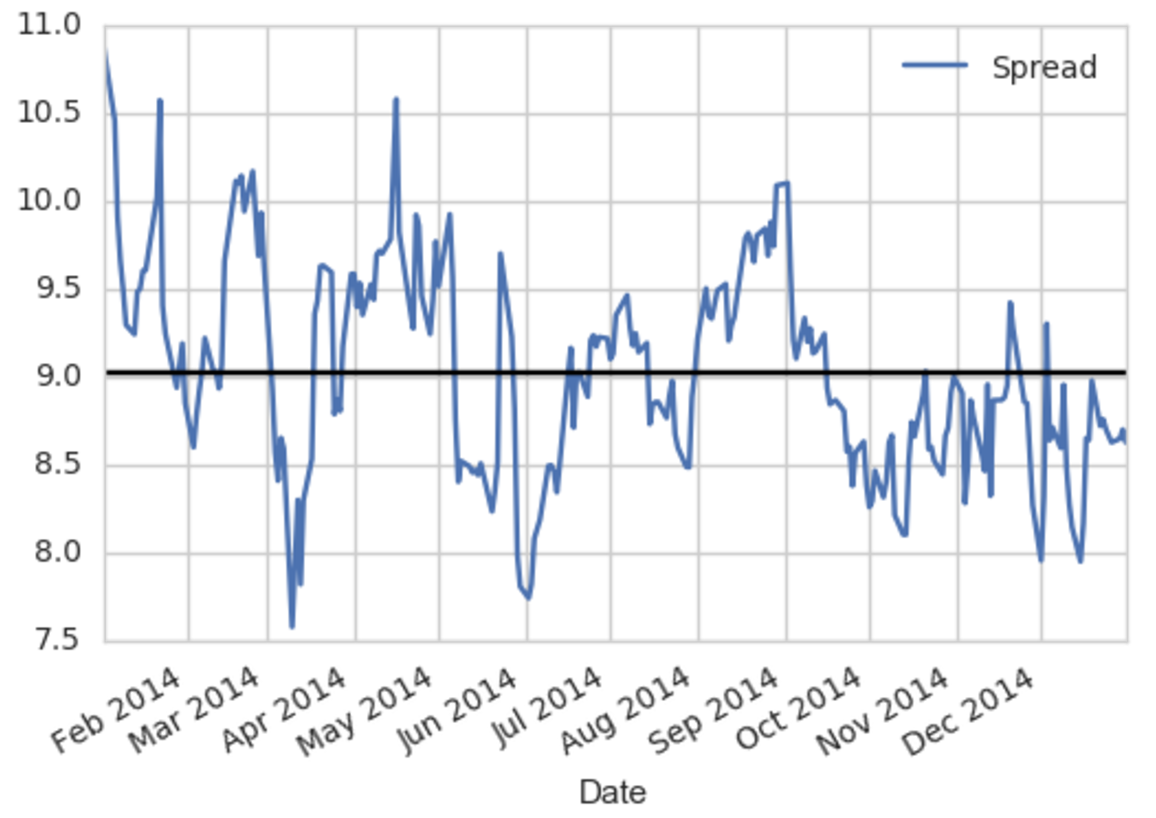 11.0
10.5
10.0
9.5
9.0
8.5
8.0
7.5
Spread
Feb 2014
Mar 2014
Apr 2014
May 2014
Jun 2014
Jul 2014
Aug 2014
Sep 2014
Oct 2014
Nov 2014
Dec 2014
Date